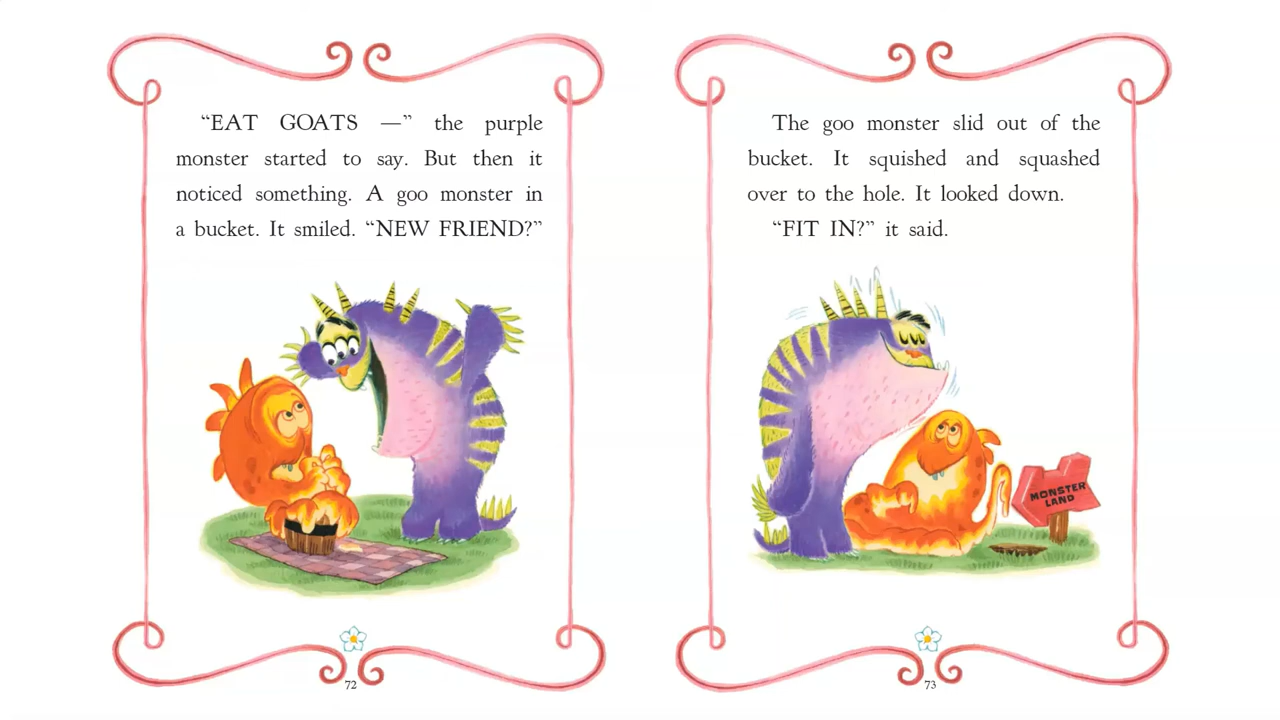 “EAT GOATS —” the purple
monster started to say. But then it
noticed something. A goo monster in
a bucket. It smiled. “NEW FRIEND?”
72
The goo monster slid out of the
bucket. It squished and squashed
over to the hole. It looked down.
“FIT IN?” it said.
MONSTER
LAND
73